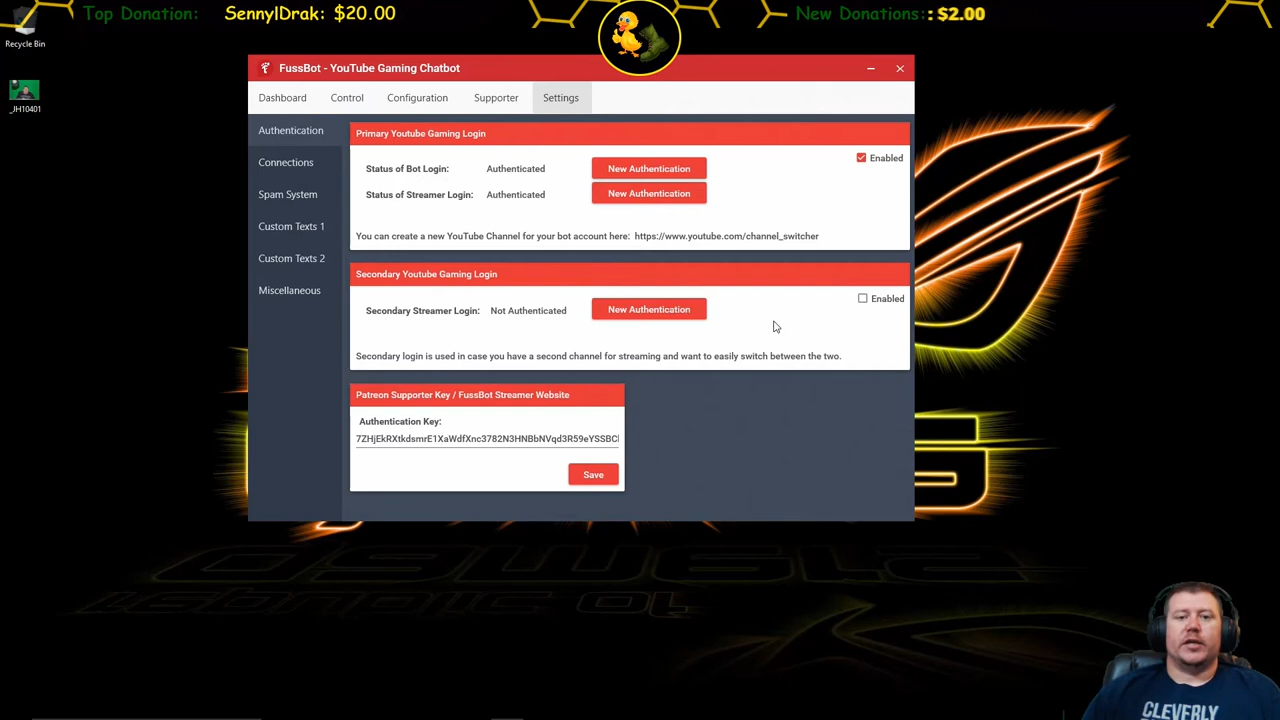 Top Donation: SennylDrak: $20.00
New Donations: : $2.00
Recycle Bin
_JH10401
FussBot - YouTube Gaming Chatbot
Dashboard Control Configuration Supporter Settings
Authentication
Connections
Spam System
Custom Texts 1
Custom Texts 2
Miscellaneous
Primary Youtube Gaming Login
Enabled
Status of Bot Login: Authenticated New Authentication
Status of Streamer Login: Authenticated New Authentication
You can create a new YouTube Channel for your bot account here: https://www.youtube.com/channel_switcher
Secondary Youtube Gaming Login
Enabled
Secondary Streamer Login: Not Authenticated New Authentication
Secondary login is used in case you have a second channel for streaming and want to easily switch between the two.
Patreon Supporter Key / FussBot Streamer Website
Authentication Key:
7ZHjEkRXtkdsmrE1XaWdfXnc3782N3HNBbNVqd3R59eYSSBC
Save
CLEVERLY